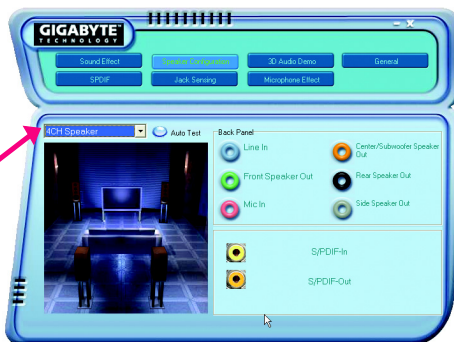 GIGABYTE™
TECHNOLOGY
Sound Effect
Speaker Configuration
3D Audio Demo
General
SPDIF
Jack Sensing
Microphone Effect
4CH Speaker
Auto Test
Back Panel
Line In
Center/Subwoofer Speaker
Out
Front Speaker Out
Rear Speaker Out
Mic In
Side Speaker Out
S/PDIF-In
S/PDIF-Out